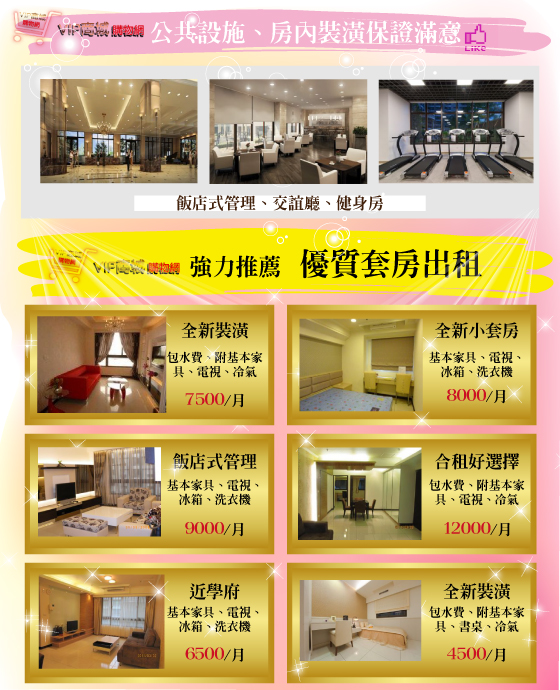 VIP商城 購物網 公共設施、房內裝潢保證滿意
LIKE
飯店式管理、交誼廳、健身房
VIP商城 購物網 強力推薦 優質套房出租
全新裝潢
包水費、附基本家
具、電視、冷氣
7500/月
全新小套房
基本家具、電視、
冰箱、洗衣機
8000/月
飯店式管理
基本家具、電視、
冰箱、洗衣機
9000/月
合租好選擇
包水費、附基本家
具、電視、冷氣
12000/月
近學府
基本家具、電視、
冰箱、洗衣機
6500/月
全新裝潢
包水費、附基本家
具、書桌、冷氣
4500/月